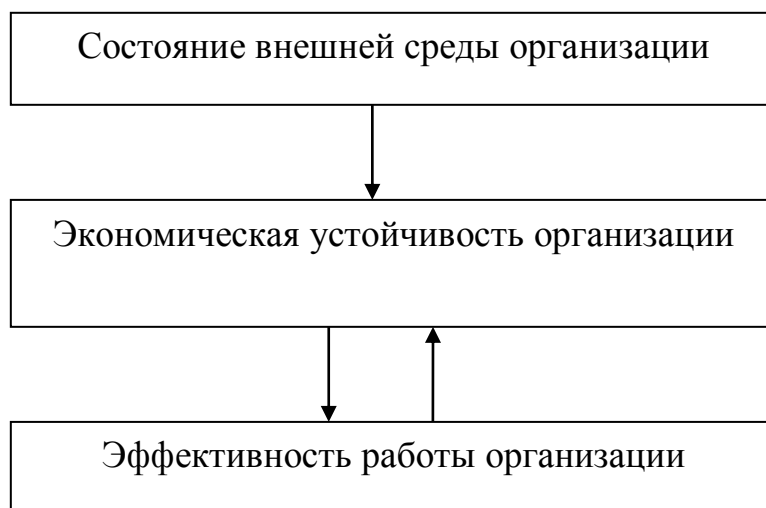 Состояние внешней среды организации
Экономическая устойчивость организации
Эффективность работы организации